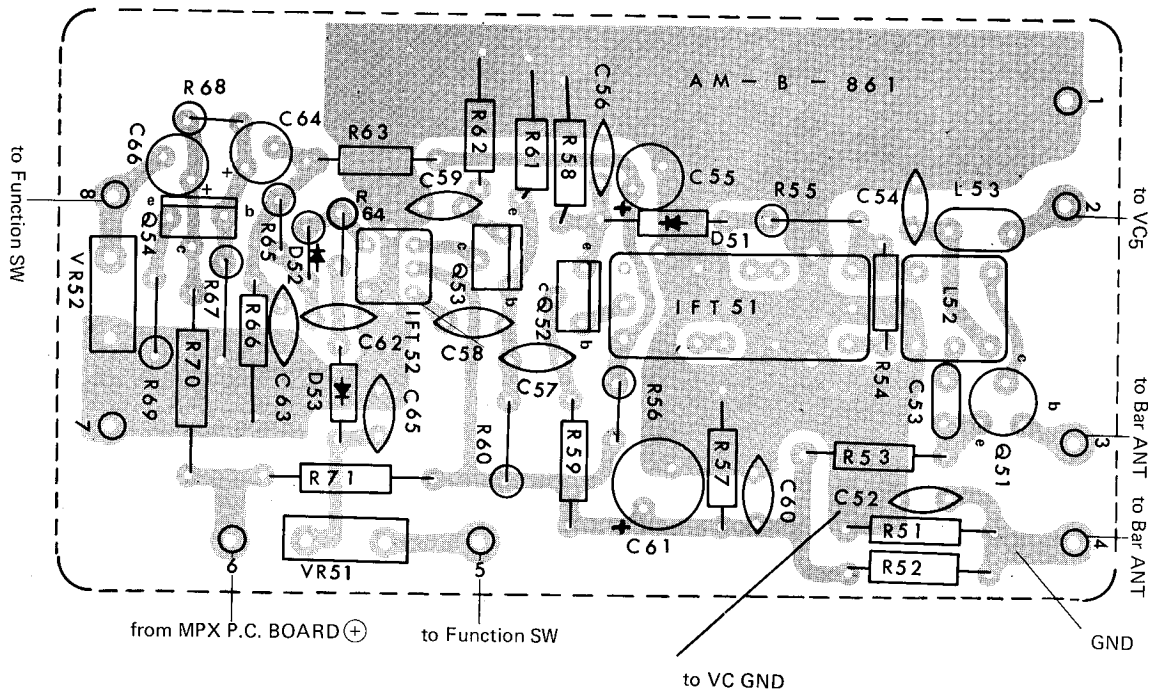 AM-B-861
R68
C66
C64
R63
R62
R61
R58
C56
C55
R55
C54
L53
1
2
to VC5
to Function SW
8
e
Q54
b
c
R65
D52
R64
C59
e
c
Q53
b
D51
e
c
Q52
b
IFT 51
L52
VR52
R67
R66
R70
R69
C63
C62
IFT 52
C58
C57
D53
C65
R60
R59
R56
R54
C53
c
b
e
Q51
to Bar ANT
3
7
R71
C61
R57
C60
R53
C52
R51
R52
to Bar ANT
4
VR51
6
5
from MPX P.C. BOARD ⊕
to Function SW
GND
to VC GND
+
+
+
+